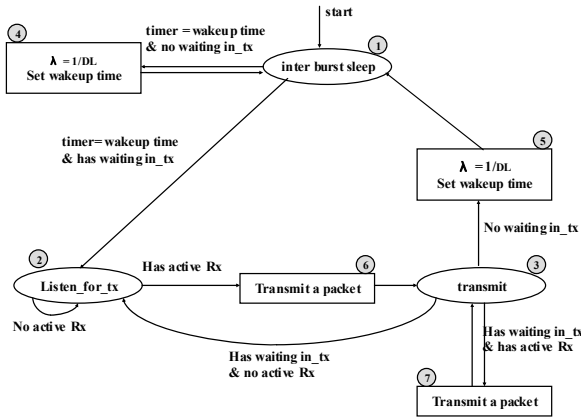 start
timer = wakeup time
& no waiting in_tx
4
1
λ = 1/DL
Set wakeup time
inter burst sleep
timer= wakeup time
& has waiting in_tx
5
λ = 1/DL
Set wakeup time
No waiting in_tx
2
Has active Rx
6
3
Listen_for_tx
Transmit a packet
transmit
No active Rx
Has waiting in_tx
& no active Rx
Has waiting in_tx
& has active Rx
7
Transmit a packet